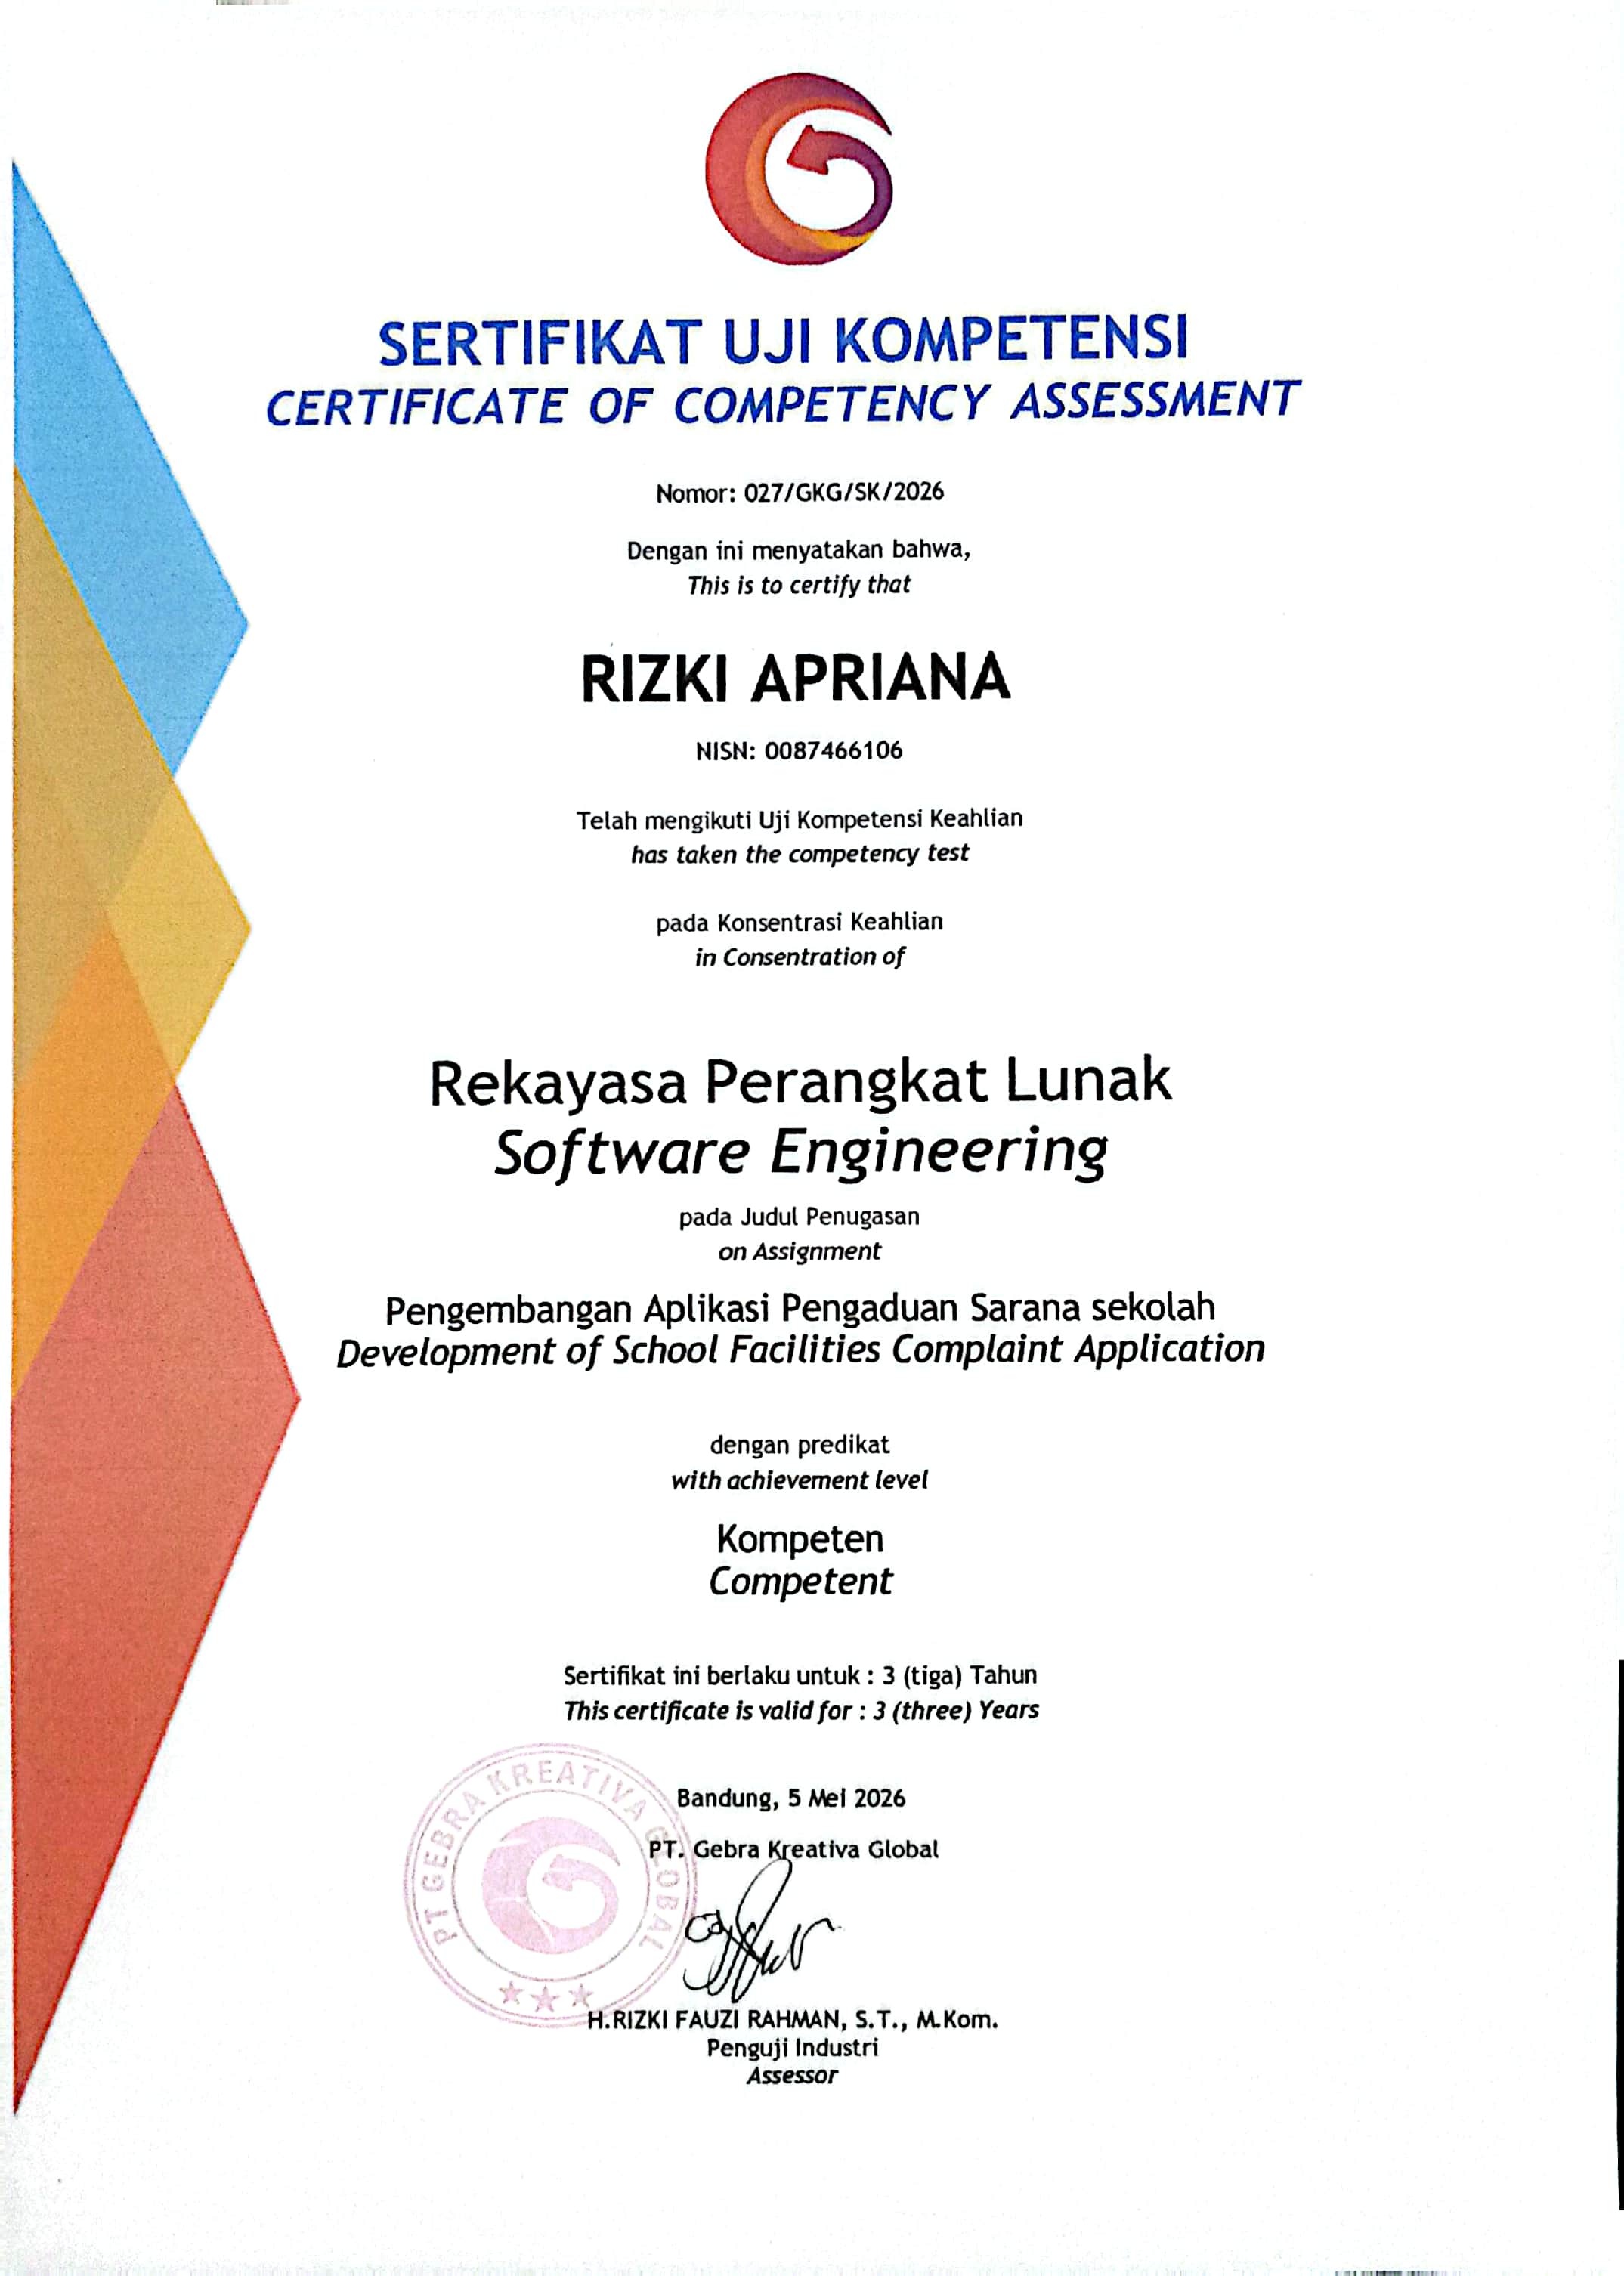 SERTIFIKAT UJI KOMPETENSI
CERTIFICATE OF COMPETENCY ASSESSMENT
Nomor: 027/GKG/SK/2026
Dengan ini menyatakan bahwa,
This is to certify that
RIZKI APRIANA
NISN: 0087466106
Telah mengikuti Uji Kompetensi Keahlian
has taken the competency test
pada Konsentrasi Keahlian
in Consentration of
Rekayasa Perangkat Lunak
Software Engineering
pada Judul Penugasan
on Assignment
Pengembangan Aplikasi Pengaduan Sarana sekolah
Development of School Facilities Complaint Application
dengan predikat
with achievement level
Kompeten
Competent
Sertifikat ini berlaku untuk : 3 (tiga) Tahun
This certificate is valid for : 3 (three) Years
Bandung, 5 Mei 2026
PT. Gebra Kreativa Global
PT GEBRA KREATIVA GLOBAL
H.RIZKI FAUZI RAHMAN, S.T., M.Kom.
Penguji Industri
Assessor